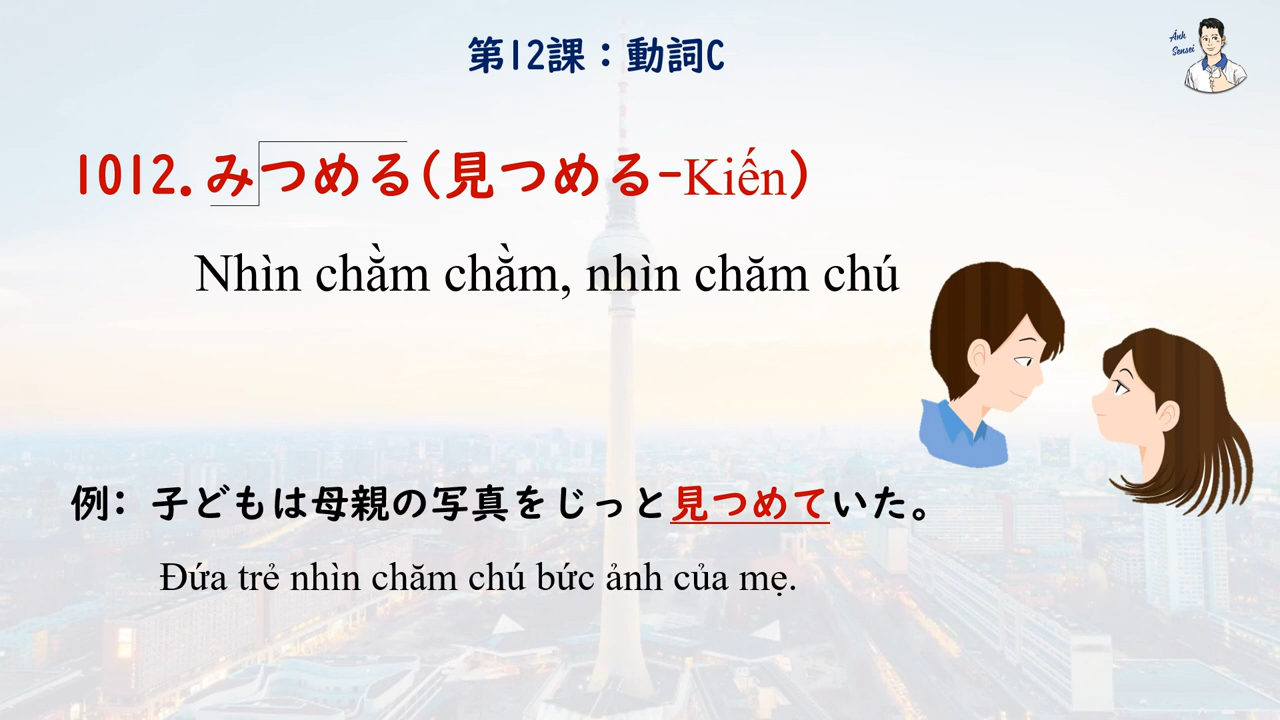 第12課：動詞C
Ánh
Sensei
1012. みつめる(見つめる-Kiến)
Nhìn chằm chằm, nhìn chăm chú
例: 子どもは母親の写真をじっと見つめていた。
Đứa trẻ nhìn chăm chú bức ảnh của mẹ.